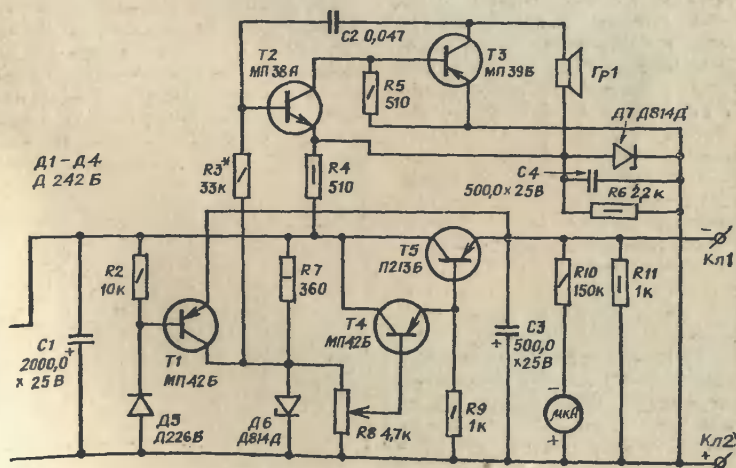 C2 0,047
T2
МП38А
T3
МП39Б
Гр1
R5
510
Д7 Д814Д
Д1-Д4
Д 242 Б
R3*
33к
R4
510
C4
500,0×25В
R6 2,2к
-
Кл1
R2
10к
R7
360
T5
П213Б
R10
150к
R11
1к
C1
2000,0
× 25В
+
T1
МП42Б
T4
МП42Б
C3
500,0
×25В
+
-
мкА
+
Д5
Д226В
Д6
Д814Д
R8 4,7к
R9
1к
Кл2
+